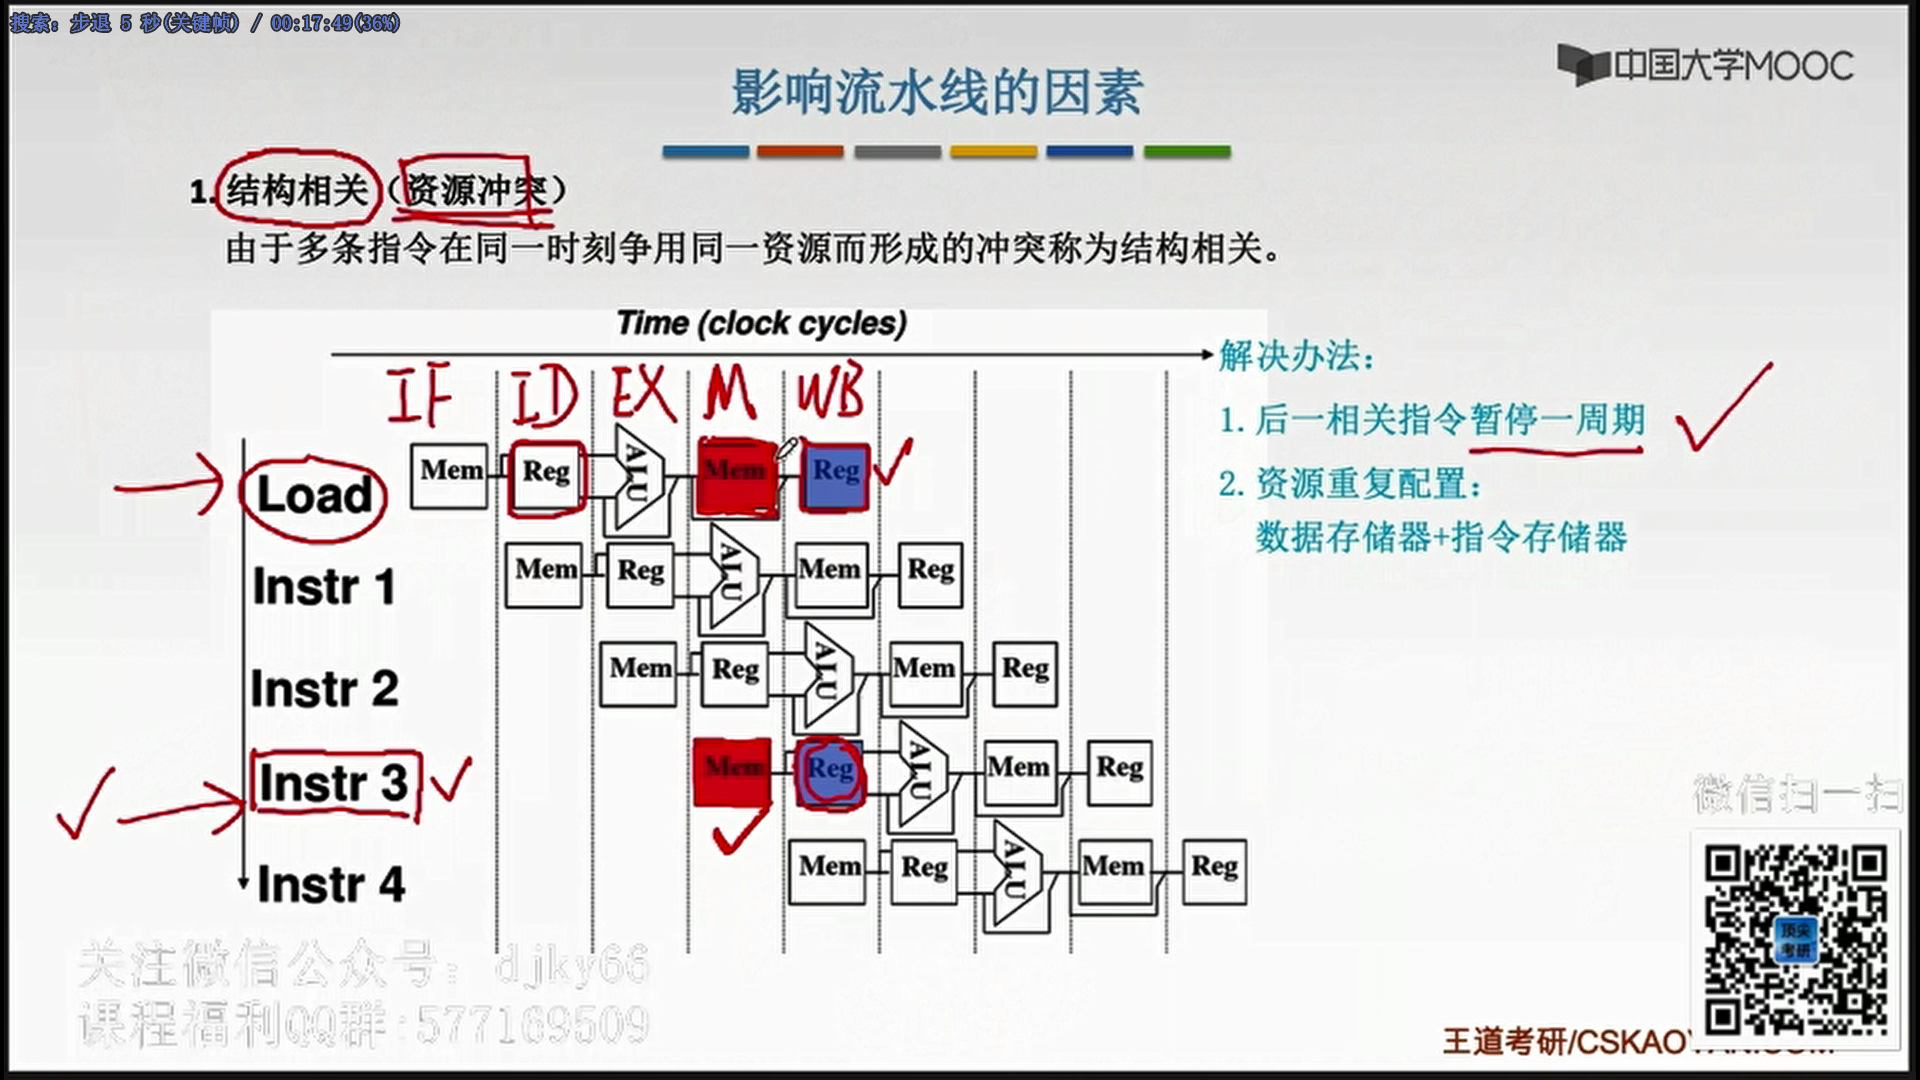 搜索: 步退 5 秒(关键帧) / 00:17:49(36%)
中国大学MOOC
影响流水线的因素
1. 结构相关（资源冲突）
由于多条指令在同一时刻争用同一资源而形成的冲突称为结构相关。
Time (clock cycles)
IF ID EX M WB
Load Mem Reg ALU Mem Reg
Instr 1 Mem Reg ALU Mem Reg
Instr 2 Mem Reg ALU Mem Reg
Instr 3 Mem Reg ALU Mem Reg
Instr 4 Mem Reg ALU Mem Reg
解决办法:
1. 后一相关指令暂停一周期
2. 资源重复配置:
数据存储器+指令存储器
微信扫一扫
顶尖
考研
关注微信公众号: djky66
课程福利QQ群:577169509
王道考研/CSKAOYAN.COM